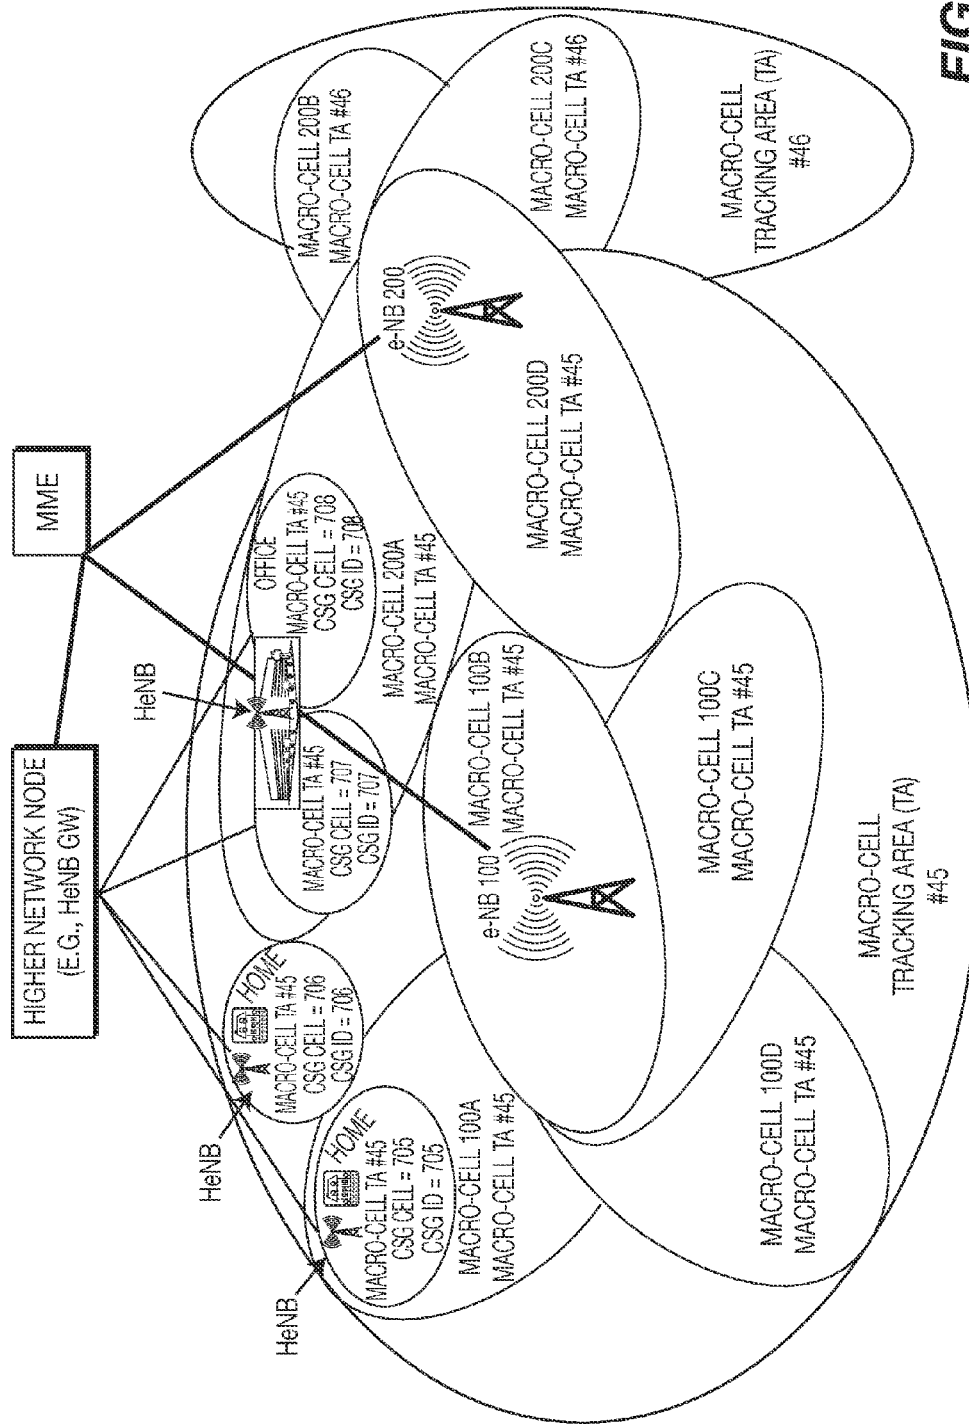 HIGHER NETWORK NODE
(E.G., HeNB GW)
MME
HeNB
HeNB
HeNB
HOME
MACRO-CELL TA #45
CSG CELL = 705
CSG ID = 705
HOME
MACRO-CELL TA #45
CSG CELL = 706
CSG ID = 706
MACRO-CELL TA #45
CSG CELL = 707
CSG ID = 707
OFFICE
MACRO-CELL TA #45
CSG CELL = 708
CSG ID = 708
MACRO-CELL 200B
MACRO-CELL TA #46
MACRO-CELL 100A
MACRO-CELL TA #45
MACRO-CELL 200A
MACRO-CELL TA #45
e-NB 200
e-NB 100
MACRO-CELL 100B
MACRO-CELL TA #45
MACRO-CELL 200D
MACRO-CELL TA #45
MACRO-CELL 200C
MACRO-CELL TA #46
MACRO-CELL 100C
MACRO-CELL TA #45
MACRO-CELL 100D
MACRO-CELL TA #45
MACRO-CELL
TRACKING AREA (TA)
#46
MACRO-CELL
TRACKING AREA (TA)
#45
FIG